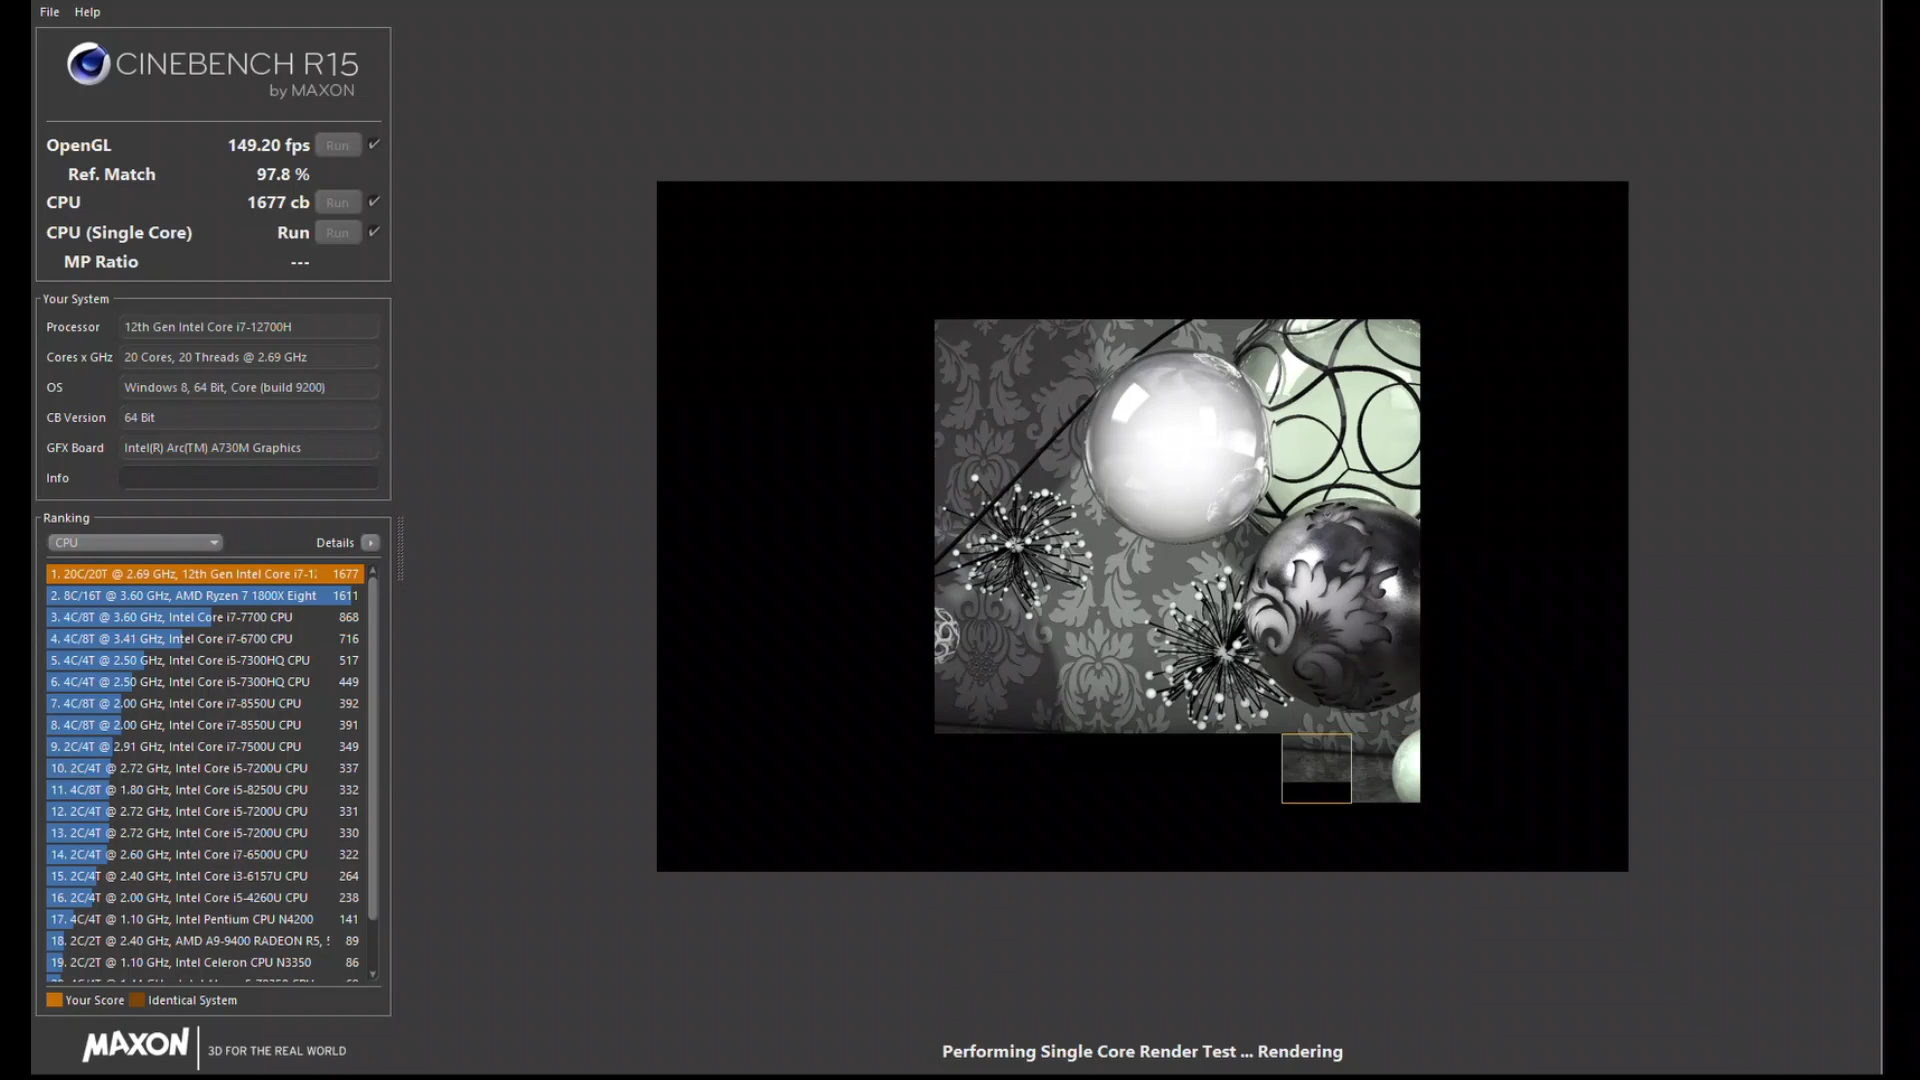 File Help
CINEBENCH R15
by MAXON
OpenGL 149.20 fps Run
Ref. Match 97.8 %
CPU 1677 cb Run
CPU (Single Core) Run Run
MP Ratio ---
Your System
Processor 12th Gen Intel Core i7-12700H
Cores x GHz 20 Cores, 20 Threads @ 2.69 GHz
OS Windows 8, 64 Bit, Core (build 9200)
CB Version 64 Bit
GFX Board Intel(R) Arc(TM) A730M Graphics
Info
Ranking
CPU Details
1. 20C/20T @ 2.69 GHz, 12th Gen Intel Core i7-1 1677
2. 8C/16T @ 3.60 GHz, AMD Ryzen 7 1800X Eight 1611
3. 4C/8T @ 3.60 GHz, Intel Core i7-7700 CPU 868
4. 4C/8T @ 3.41 GHz, Intel Core i7-6700 CPU 716
5. 4C/4T @ 2.50 GHz, Intel Core i5-7300HQ CPU 517
6. 4C/4T @ 2.50 GHz, Intel Core i5-7300HQ CPU 449
7. 4C/8T @ 2.00 GHz, Intel Core i7-8550U CPU 392
8. 4C/8T @ 2.00 GHz, Intel Core i7-8550U CPU 391
9. 2C/4T @ 2.91 GHz, Intel Core i7-7500U CPU 349
10. 2C/4T @ 2.72 GHz, Intel Core i5-7200U CPU 337
11. 4C/8T @ 1.80 GHz, Intel Core i5-8250U CPU 332
12. 2C/4T @ 2.72 GHz, Intel Core i5-7200U CPU 331
13. 2C/4T @ 2.72 GHz, Intel Core i5-7200U CPU 330
14. 2C/4T @ 2.60 GHz, Intel Core i7-6500U CPU 322
15. 2C/4T @ 2.40 GHz, Intel Core i3-6157U CPU 264
16. 2C/4T @ 2.00 GHz, Intel Core i5-4260U CPU 238
17. 4C/4T @ 1.10 GHz, Intel Pentium CPU N4200 141
18. 2C/2T @ 2.40 GHz, AMD A9-9400 RADEON R5, 89
19. 2C/2T @ 1.10 GHz, Intel Celeron CPU N3350 86
Your Score Identical System
MAXON 3D FOR THE REAL WORLD
Performing Single Core Render Test ... Rendering